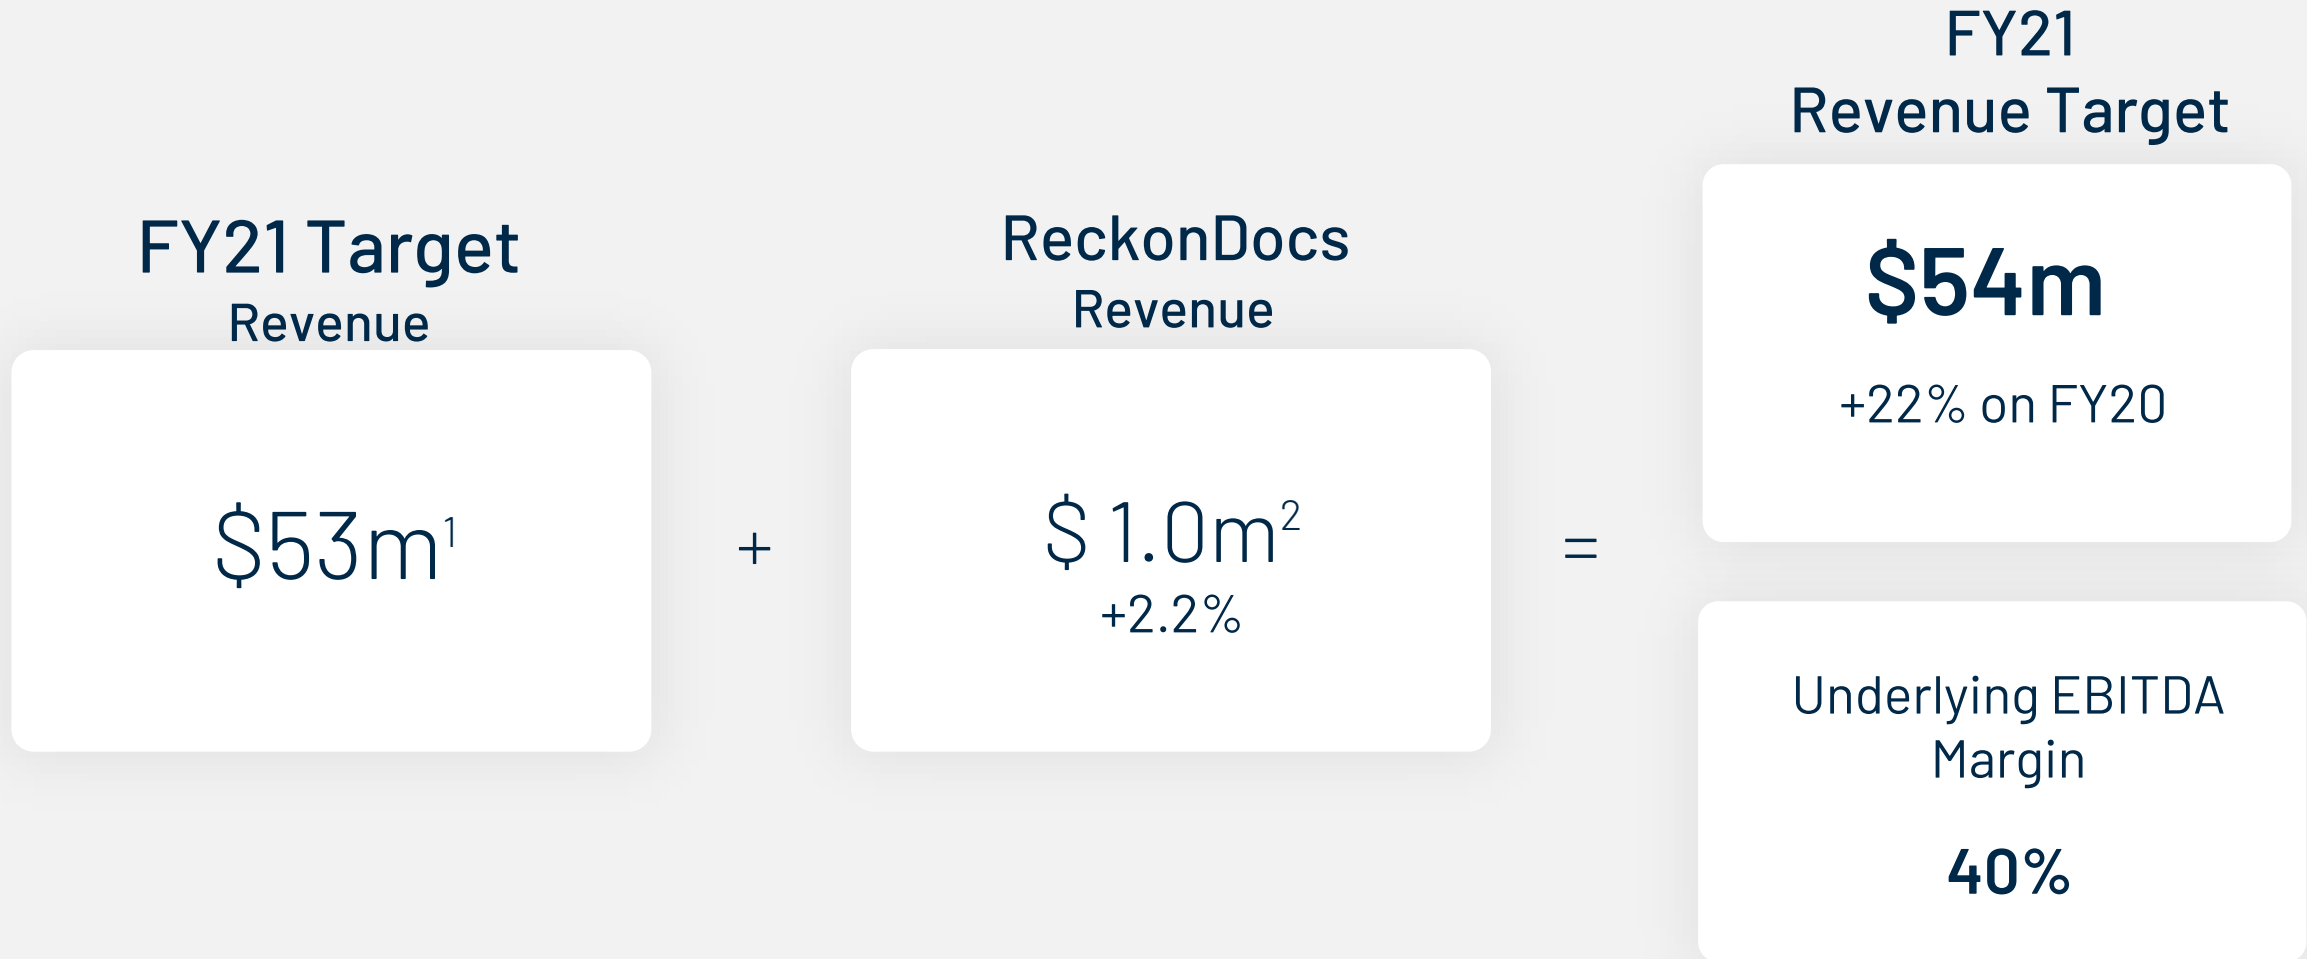 FY21 Target
Revenue
$53m¹
+
ReckonDocs
Revenue
$ 1.0m²
+2.2%
=
FY21
Revenue Target
$54m
+22% on FY20
Underlying EBITDA
Margin
40%